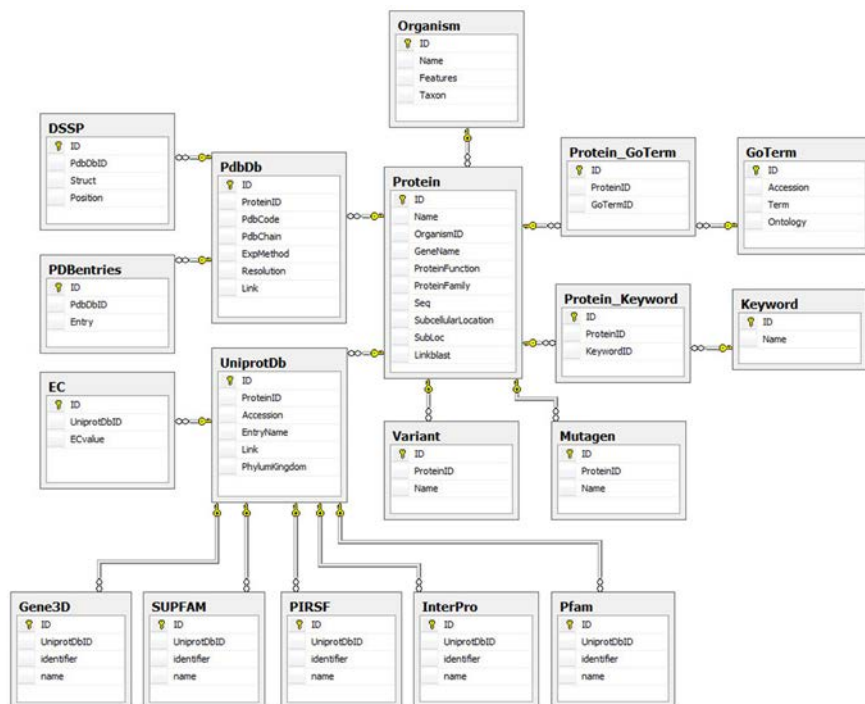 Organism
ID
Name
Features
Taxon
DSSP
ID
PdbDbID
Struct
Position
PdbDb
ID
ProteinID
PdbCode
PdbChain
ExpMethod
Resolution
Link
Protein
ID
Name
OrganismID
GeneName
ProteinFunction
ProteinFamily
Seq
SubcellularLocation
SubLoc
Linkblast
Protein_GoTerm
ID
ProteinID
GoTermID
GoTerm
ID
Accession
Term
Ontology
PDBentries
ID
PdbDbID
Entry
Protein_Keyword
ID
ProteinID
KeywordID
Keyword
ID
Name
EC
ID
UniprotDbID
ECvalue
UniprotDb
ID
ProteinID
Accession
EntryName
Link
PhylumKingdom
Variant
ID
ProteinID
Name
Mutagen
ID
ProteinID
Name
Gene3D
ID
UniprotDbID
identifier
name
SUPFAM
ID
UniprotDbID
identifier
name
PIRSF
ID
UniprotDbID
identifier
name
InterPro
ID
UniprotDbID
identifier
name
Pfam
ID
UniprotDbID
identifier
name